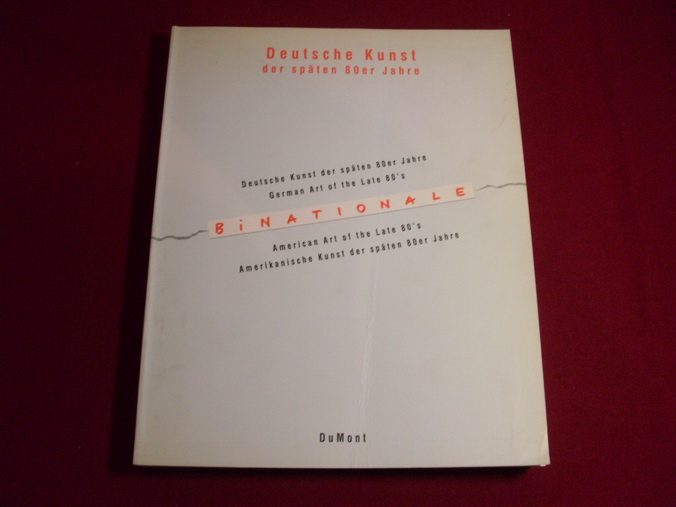 Deutsche Kunst
der späten 80er Jahre
Deutsche Kunst der späten 80er Jahre
German Art of the Late 80's
BiNATIONALE
American Art of the Late 80's
Amerikanische Kunst der späten 80er Jahre
DuMont